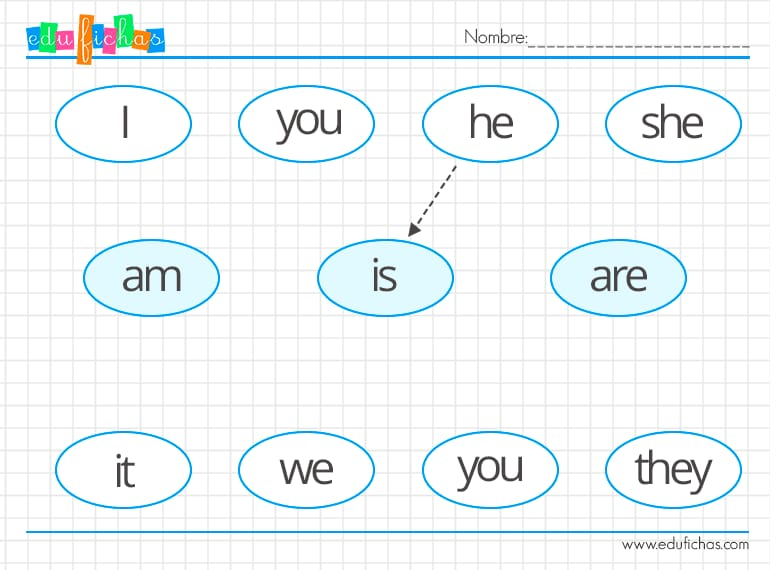 edufichas
Nombre:
I you he she
am is are
it we you they
www.edufichas.com